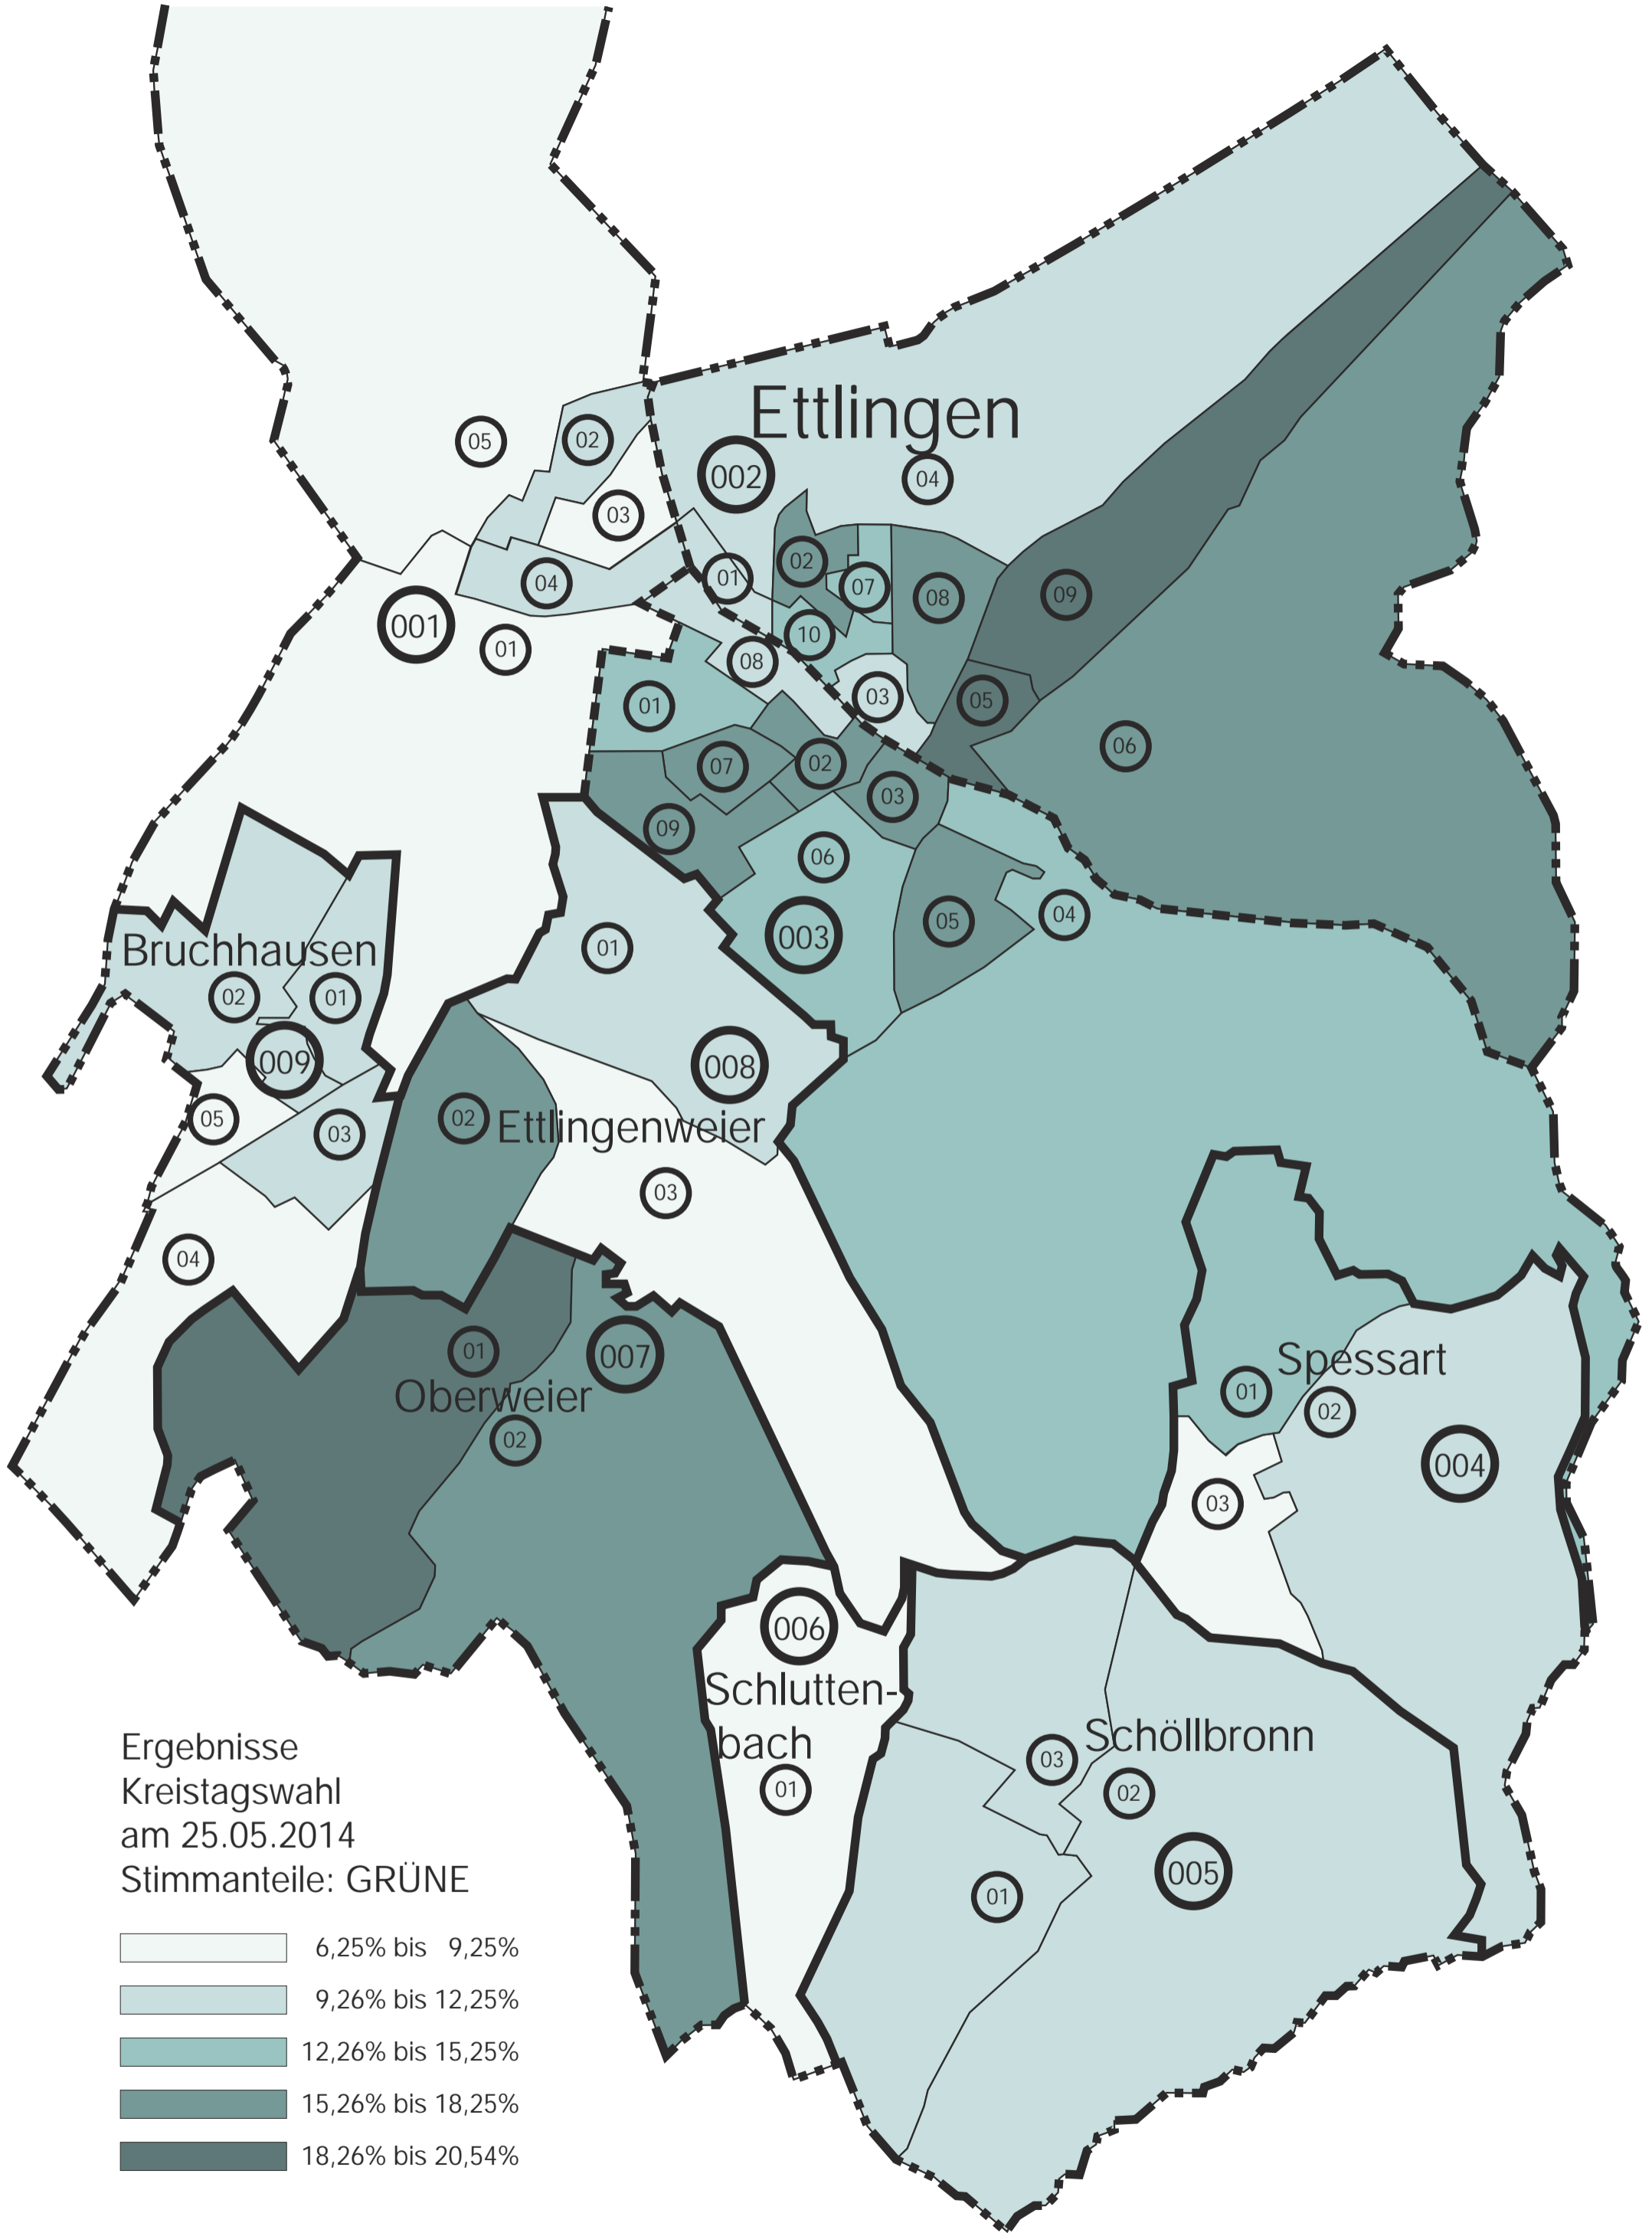 Ettlingen
002
04
05
02
03
04
01
001
01
02
07
08
09
10
08
03
05
01
06
07
02
03
09
06
003
05
04
01
Bruchhausen
02
01
009
008
05
03
02
Ettlingenweier
03
04
01
007
Oberweier
02
Spessart
01
02
004
03
006
Schlutten-
bach
01
Schöllbronn
03
02
005
01
Ergebnisse
Kreistagswahl
am 25.05.2014
Stimmanteile: GRÜNE
6,25% bis 9,25%
9,26% bis 12,25%
12,26% bis 15,25%
15,26% bis 18,25%
18,26% bis 20,54%